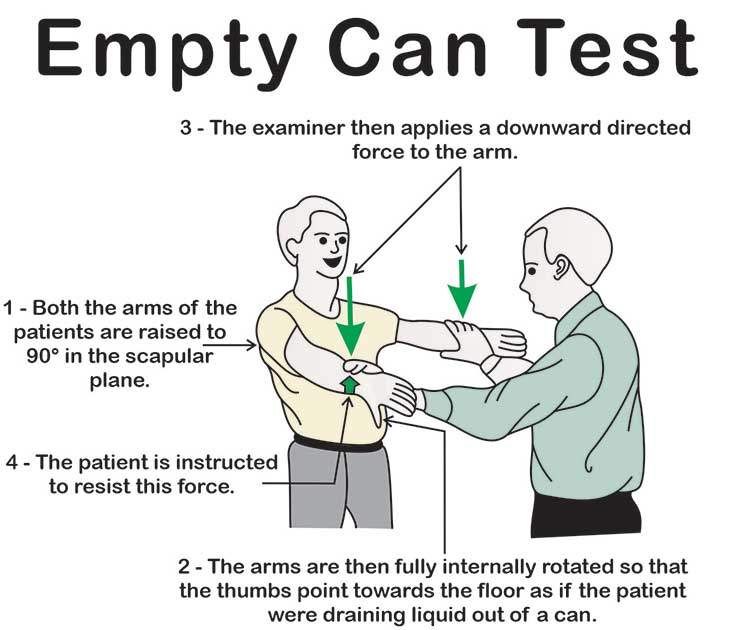 Empty Can Test
3 - The examiner then applies a downward directed
force to the arm.
1 - Both the arms of the
patients are raised to
90° in the scapular
plane.
4 - The patient is instructed
to resist this force.
2 - The arms are then fully internally rotated so that
the thumbs point towards the floor as if the patient
were draining liquid out of a can.